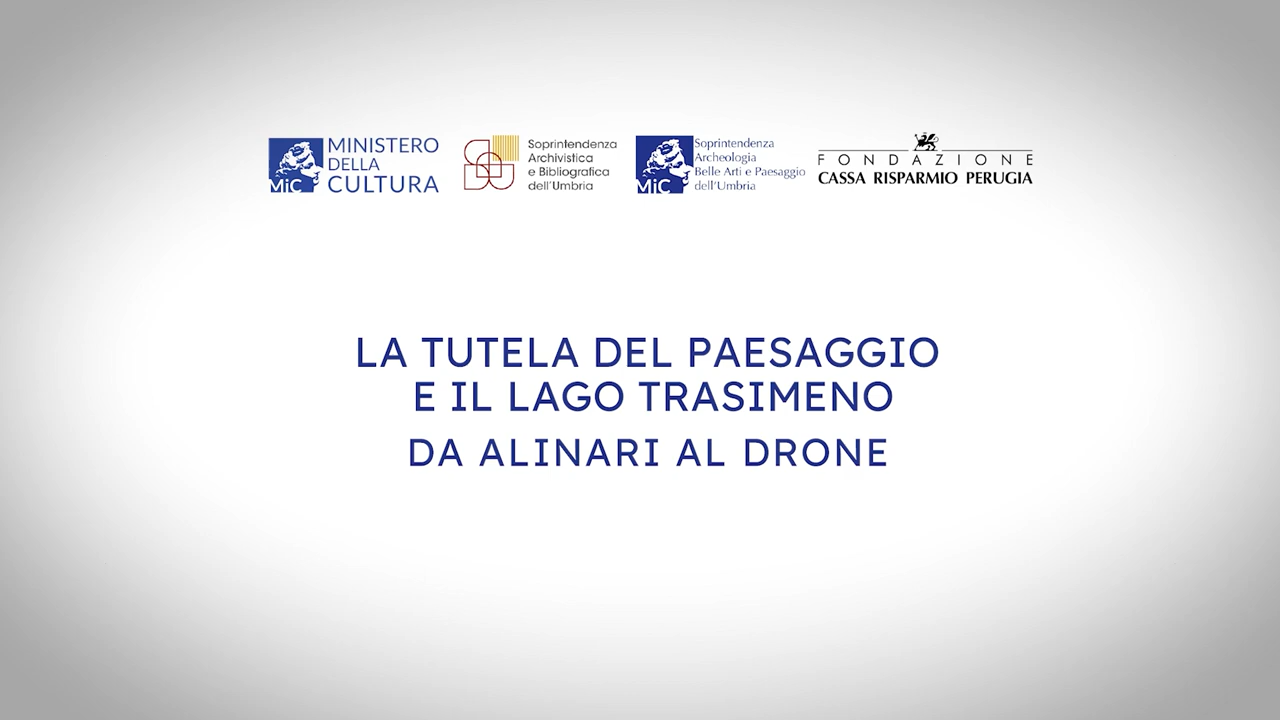 MiC
MINISTERO
DELLA
CULTURA
Soprintendenza
Archivistica
e Bibliografica
dell'Umbria
MiC
Soprintendenza
Archeologia
Belle Arti e Paesaggio
dell'Umbria
FONDAZIONE
CASSA RISPARMIO PERUGIA
LA TUTELA DEL PAESAGGIO
E IL LAGO TRASIMENO
DA ALINARI AL DRONE